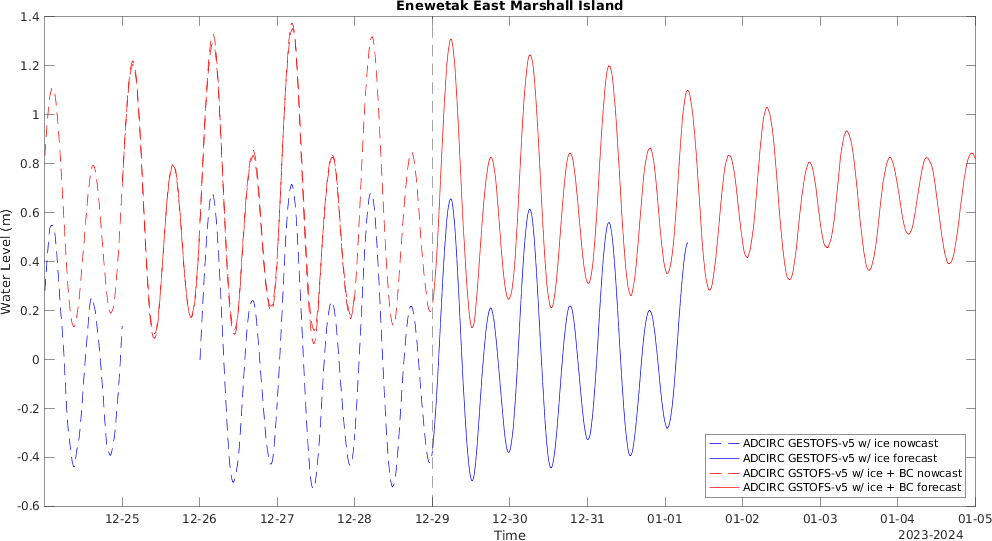 Enewetak East Marshall Island
1.4
1.2
1
0.8
0.6
0.4
0.2
0
-0.2
-0.4
-0.6
Water Level (m)
ADCIRC GESTOFS-v5 w/ ice nowcast
ADCIRC GESTOFS-v5 w/ ice forecast
ADCIRC GSTOFS-v5 w/ ice + BC nowcast
ADCIRC GSTOFS-v5 w/ ice + BC forecast
12-25 12-26 12-27 12-28 12-29 12-30 12-31 01-01 01-02 01-03 01-04 01-05
Time
2023-2024